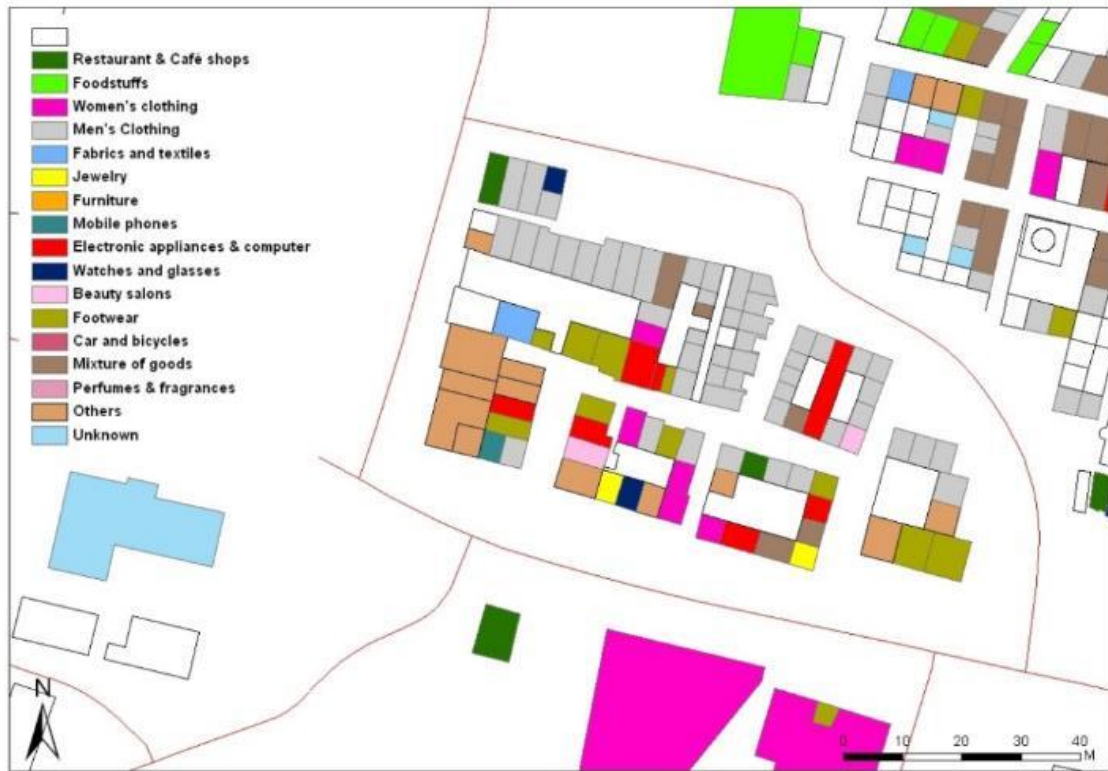 Restaurant & Café shops
Foodstuffs
Women's clothing
Men's Clothing
Fabrics and textiles
Jewelry
Furniture
Mobile phones
Electronic appliances & computer
Watches and glasses
Beauty salons
Footwear
Car and bicycles
Mixture of goods
Perfumes & fragrances
Others
Unknown
N
0 10 20 30 40
M